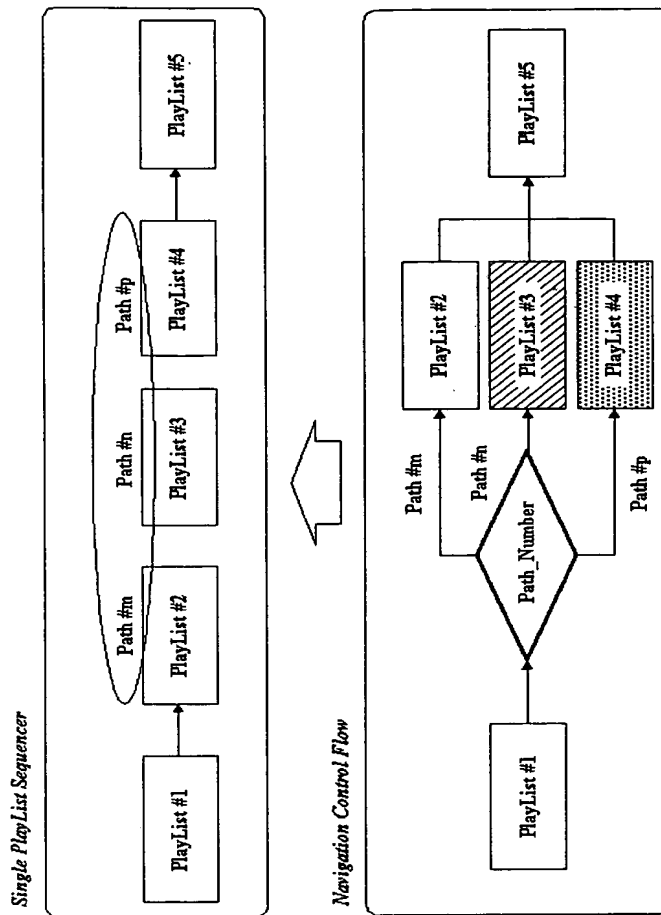 Single PlayList Sequencer
Path #m
Path #n
Path #p
PlayList #1
PlayList #2
PlayList #3
PlayList #4
PlayList #5
Navigation Control Flow
PlayList #1
Path_Number
Path #m
Path #n
Path #p
PlayList #2
PlayList #3
PlayList #4
PlayList #5